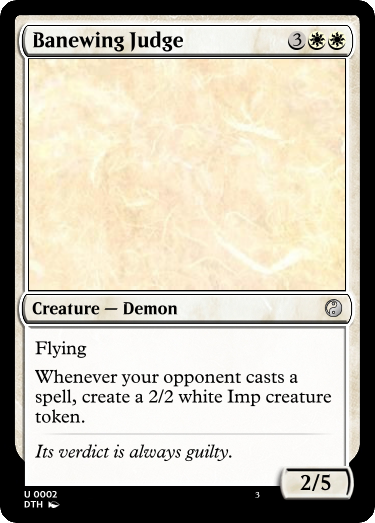 Banewing Judge 3
Creature — Demon
Flying
Whenever your opponent casts a
spell, create a 2/2 white Imp creature
token.
Its verdict is always guilty.
2/5
U 0002 3
DTH